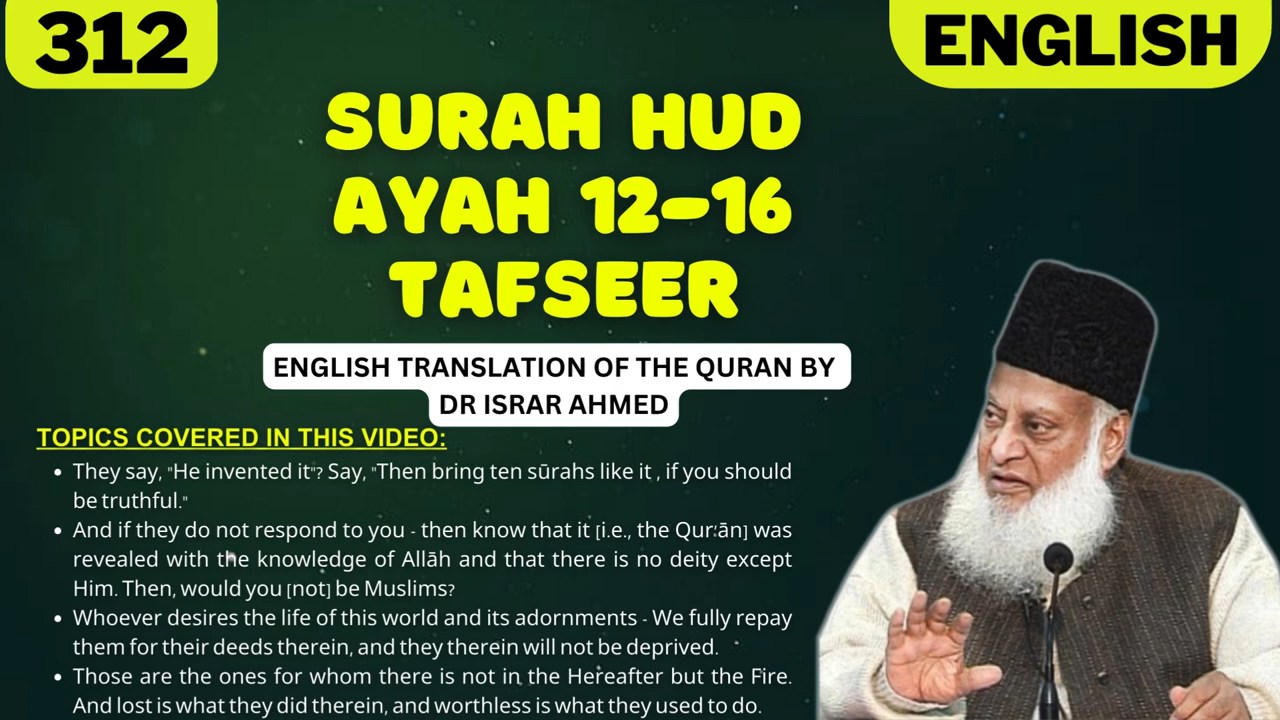 312
ENGLISH
SURAH HUD
AYAH 12-16
TAFSEER
ENGLISH TRANSLATION OF THE QURAN BY
DR ISRAR AHMED
TOPICS COVERED IN THIS VIDEO:
• They say, "He invented it"? Say, "Then bring ten sūrahs like it , if you should
be truthful."
• And if they do not respond to you - then know that it [i.e., the Qur'ān] was
revealed with the knowledge of Allāh and that there is no deity except
Him. Then, would you [not] be Muslims?
• Whoever desires the life of this world and its adornments - We fully repay
them for their deeds therein, and they therein will not be deprived.
• Those are the ones for whom there is not in the Hereafter but the Fire.
And lost is what they did therein, and worthless is what they used to do.